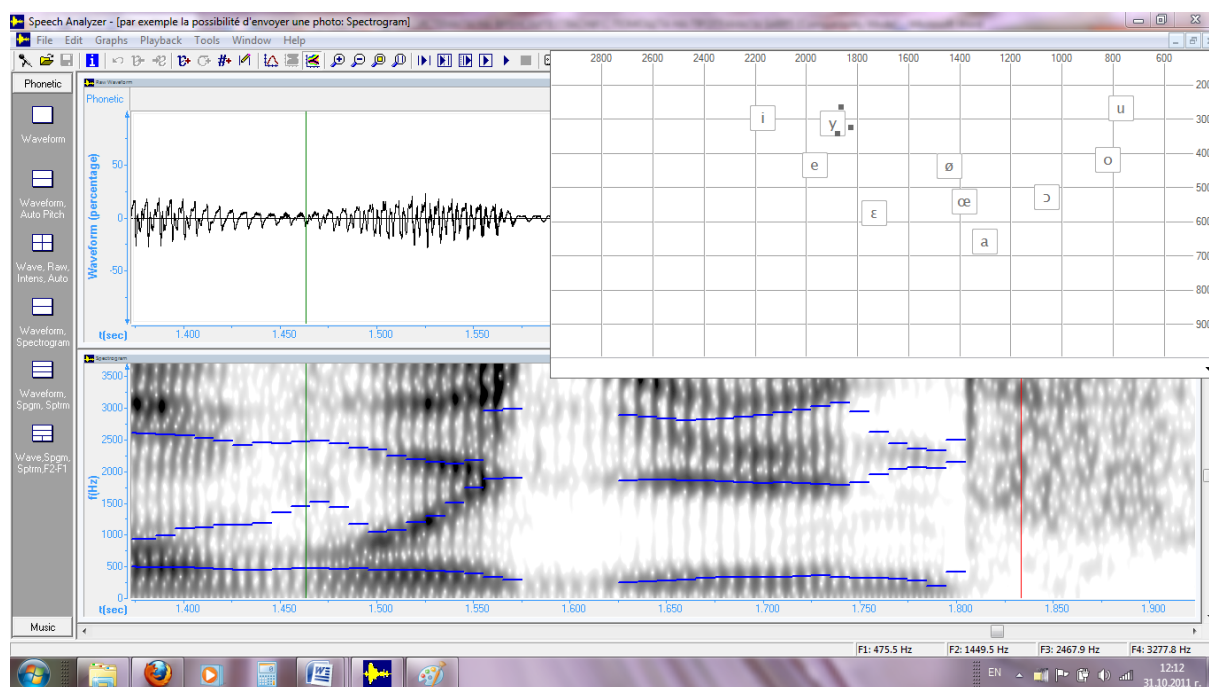 Speech Analyzer - [par exemple la possibilité d'envoyer une photo: Spectrogram]
File Edit Graphs Playback Tools Window Help
Phonetic
Waveform
Waveform,
Auto Pitch
Wave, Raw,
Intens, Auto
Waveform,
Spectrogram
Waveform,
Spgm, Sptrm
Wave,Spgm,
Sptrm,F2-F1
Music
Raw Waveform
Phonetic
Waveform (percentage)
50
0
-50
t(sec) 1.400 1.450 1.500 1.550
2800 2600 2400 2200 2000 1800 1600 1400 1200 1000 800 600
200
300
400
500
600
700
800
900
i
y
u
e
ø
o
ɛ
œ
ɔ
a
Spectrogram
f(Hz)
3500
3000
2500
2000
1500
1000
500
0
t(sec) 1.400 1.450 1.500 1.550 1.600 1.650 1.700 1.750 1.800 1.850 1.900
F1: 475.5 Hz F2: 1449.5 Hz F3: 2467.9 Hz F4: 3277.8 Hz
EN 12:12
31.10.2011 г.